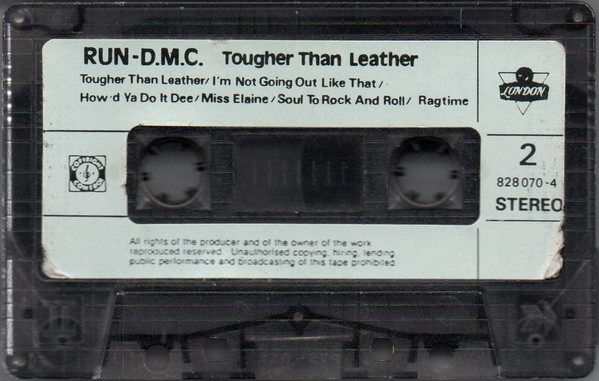 RUN-D.M.C. Tougher Than Leather
Tougher Than Leather/ I'm Not Going Out Like That/
How'd Ya Do It Dee/ Miss Elaine/ Soul To Rock And Roll/ Ragtime
LONDON
2
828 070-4
STEREO
COPYRIGHT
CONTROL
All rights of the producer and of the owner of the work
reproduced reserved. Unauthorised copying, hiring, lending
public performance and broadcasting of this tape prohibited